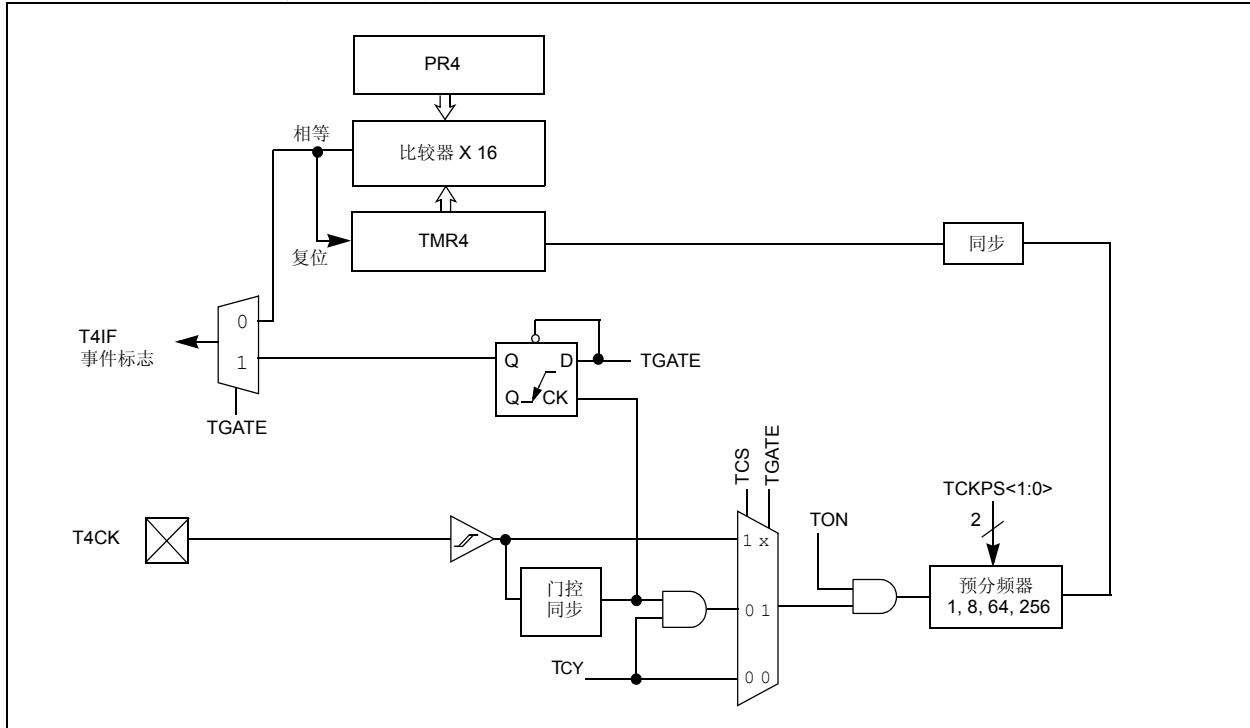 PR4
相等
比较器 X 16
TMR4
同步
复位
0
T4IF
事件标志
1
Q D
TGATE
Q CK
TGATE
TCS
TGATE
TCKPS<1:0>
2
TON
T4CK
1 x
预分频器
1, 8, 64, 256
门控
同步
0 1
TCY
0 0